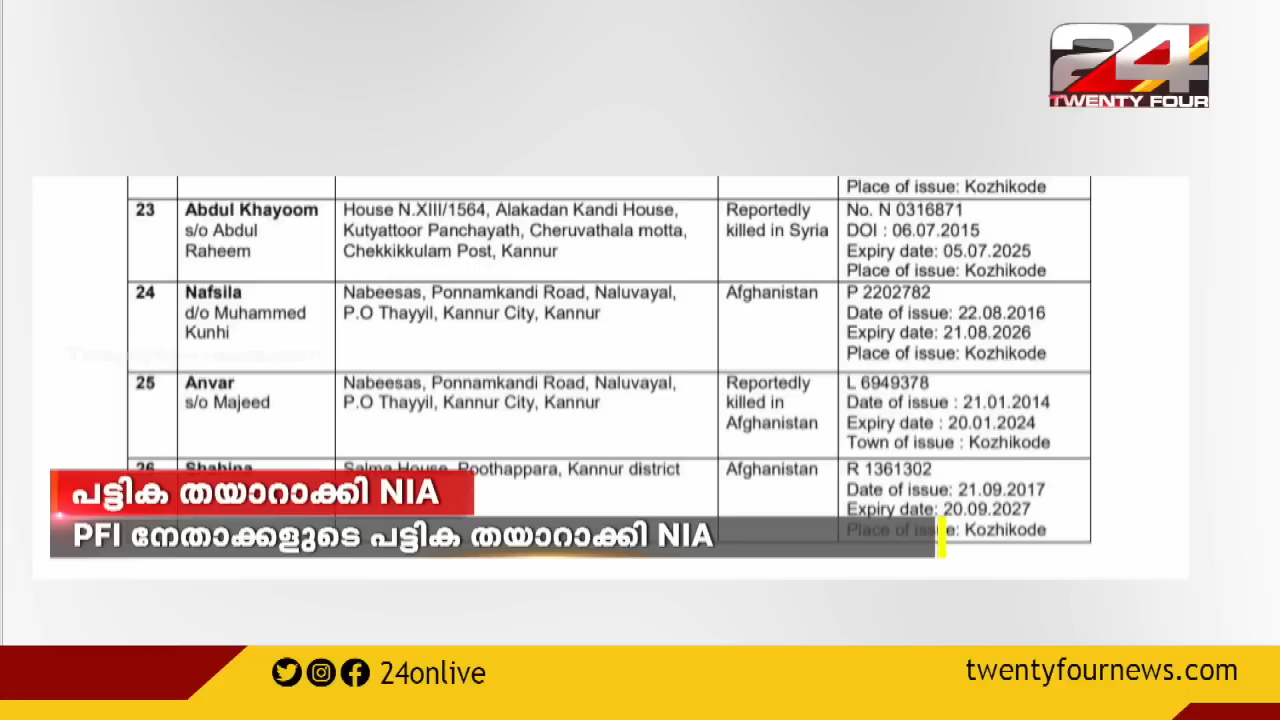 24
TWENTY FOUR
Place of issue: Kozhikode
23 Abdul Khayoom House N.XIII/1564, Alakadan Kandi House, Reportedly No. N 0316871
s/o Abdul Kutyattoor Panchayath, Cheruvathala motta, killed in Syria DOI : 06.07.2015
Raheem Chekkikkulam Post, Kannur Expiry date: 05.07.2025
Place of issue: Kozhikode
24 Nafsila Nabeesas, Ponnamkandi Road, Naluvayal, Afghanistan P 2202782
d/o Muhammed P.O Thayyil, Kannur City, Kannur Date of issue: 22.08.2016
Kunhi Expiry date: 21.08.2026
Place of issue: Kozhikode
25 Anvar Nabeesas, Ponnamkandi Road, Naluvayal, Reportedly L 6949378
s/o Majeed P.O Thayyil, Kannur City, Kannur killed in Date of issue : 21.01.2014
Afghanistan Expiry date : 20.01.2024
Town of issue : Kozhikode
26 Shahina Salma House, Poothappara, Kannur district Afghanistan R 1361302
Date of issue: 21.09.2017
Expiry date: 20.09.2027
Place of issue: Kozhikode
പട്ടിക തയാറാക്കി NIA
PFI നേതാക്കളുടെ പട്ടിക തയാറാക്കി NIA
24onlive
twentyfournews.com